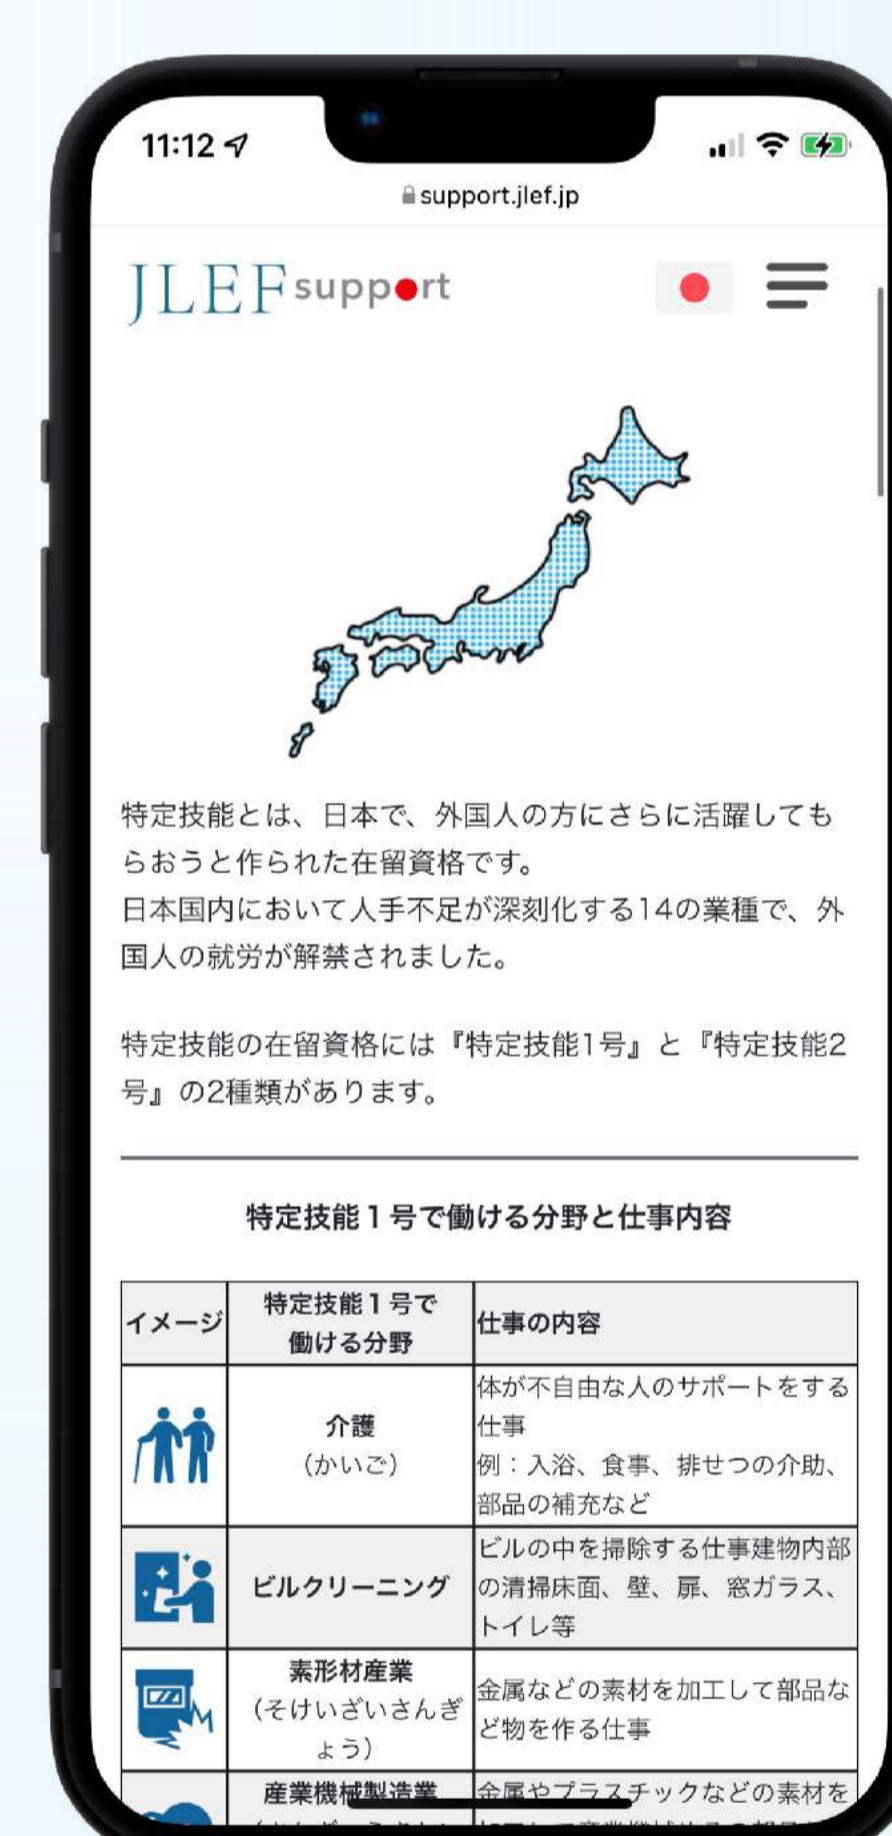 11:12
support.jlef.jp
JLEF support
特定技能とは、日本で、外国人の方にさらに活躍しても
らおうと作られた在留資格です。
日本国内において人手不足が深刻化する14の業種で、外
国人の就労が解禁されました。
特定技能の在留資格には『特定技能1号』と『特定技能2
号』の2種類があります。
特定技能1号で働ける分野と仕事内容
イメージ
特定技能1号で
働ける分野
仕事の内容
介護
（かいご）
体が不自由な人のサポートをする
仕事
例：入浴、食事、排せつの介助、
部品の補充など
ビルクリーニング
ビルの中を掃除する仕事建物内部
の清掃床面、壁、扉、窓ガラス、
トイレ等
素形材産業
（そけいざいさんぎ
ょう）
金属などの素材を加工して部品な
ど物を作る仕事
産業機械製造業
金属やプラスチックなどの素材を